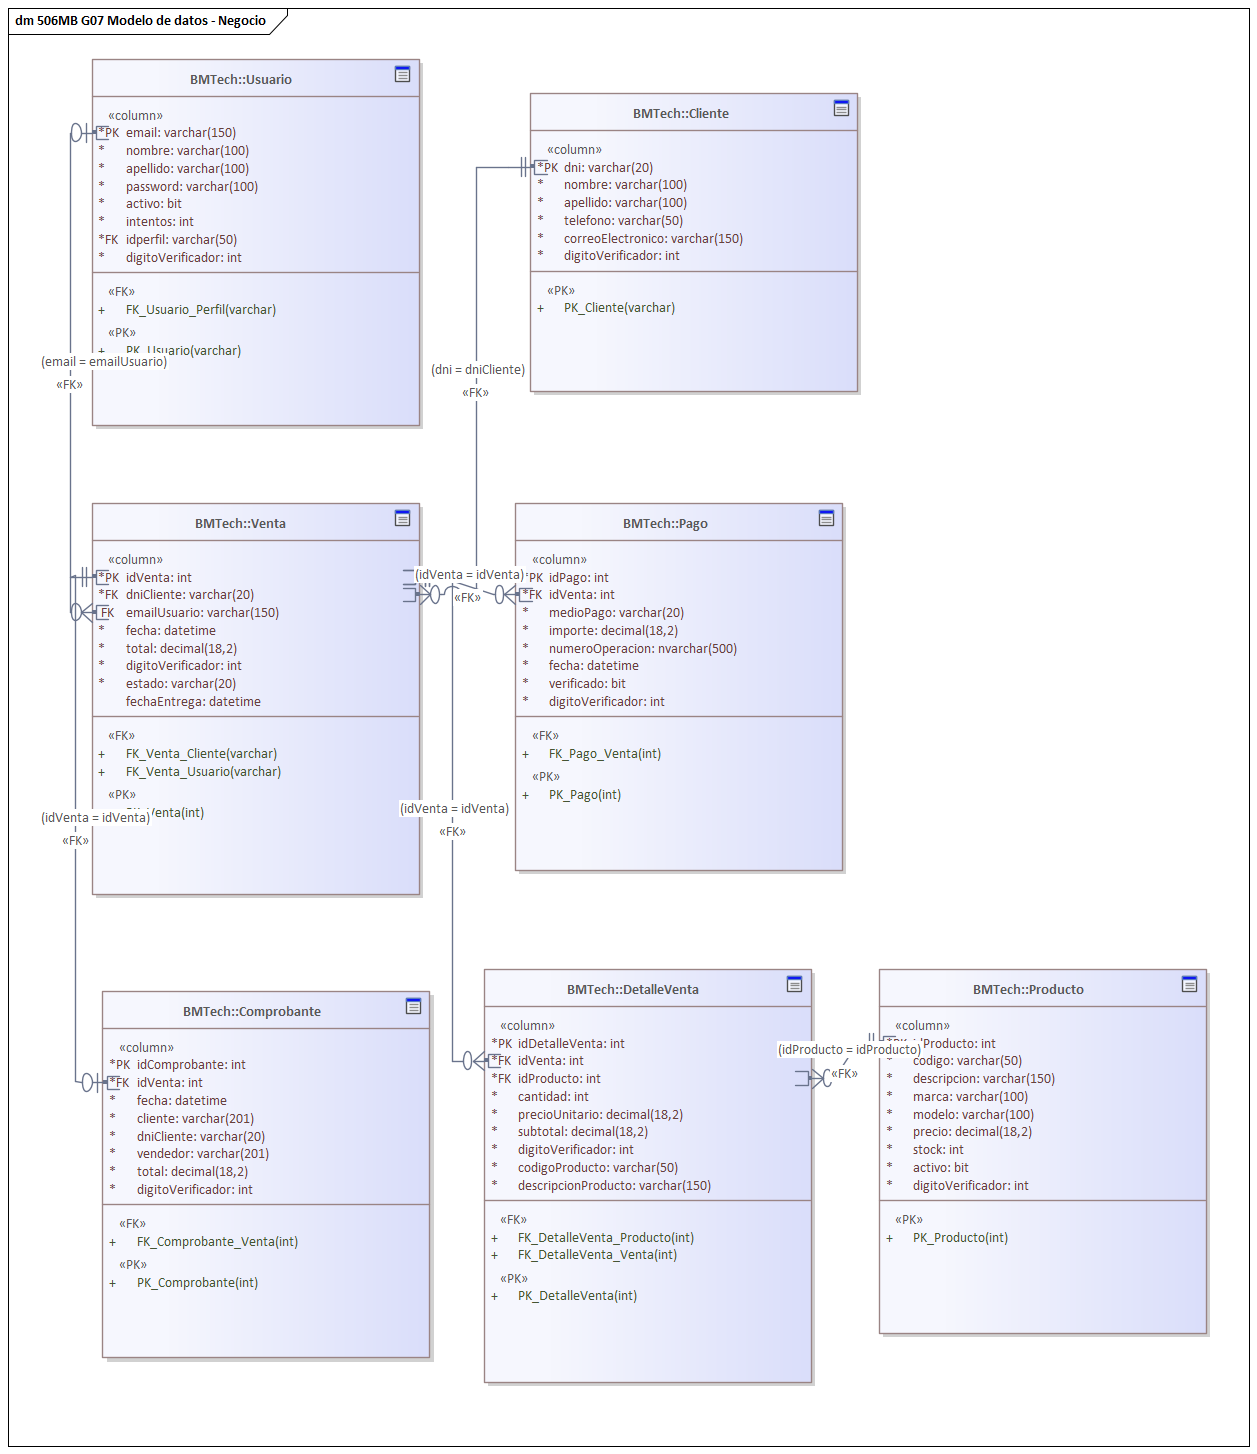 dm 506MB G07 Modelo de datos - Negocio
BMTech::Usuario
«column»
*PK email: varchar(150)
* nombre: varchar(100)
* apellido: varchar(100)
* password: varchar(100)
* activo: bit
* intentos: int
*FK idperfil: varchar(50)
* digitoVerificador: int
«FK»
+ FK_Usuario_Perfil(varchar)
«PK»
+ PK_Usuario(varchar)
(email = emailUsuario)
«FK»
BMTech::Cliente
«column»
*PK dni: varchar(20)
* nombre: varchar(100)
* apellido: varchar(100)
* telefono: varchar(50)
* correoElectronico: varchar(150)
* digitoVerificador: int
«PK»
+ PK_Cliente(varchar)
(dni = dniCliente)
«FK»
BMTech::Venta
«column»
*PK idVenta: int
*FK dniCliente: varchar(20)
FK emailUsuario: varchar(150)
* fecha: datetime
* total: decimal(18,2)
* digitoVerificador: int
* estado: varchar(20)
fechaEntrega: datetime
«FK»
+ FK_Venta_Cliente(varchar)
+ FK_Venta_Usuario(varchar)
«PK»
Venta(int)
(idVenta = idVenta)
«FK»
(idVenta = idVenta)
«FK»
BMTech::Pago
«column»
*PK idPago: int
*FK idVenta: int
* medioPago: varchar(20)
* importe: decimal(18,2)
* numeroOperacion: nvarchar(500)
* fecha: datetime
* verificado: bit
* digitoVerificador: int
«FK»
+ FK_Pago_Venta(int)
«PK»
+ PK_Pago(int)
(idVenta = idVenta)
«FK»
BMTech::Comprobante
«column»
*PK idComprobante: int
*FK idVenta: int
* fecha: datetime
* cliente: varchar(201)
* dniCliente: varchar(20)
* vendedor: varchar(201)
* total: decimal(18,2)
* digitoVerificador: int
«FK»
+ FK_Comprobante_Venta(int)
«PK»
+ PK_Comprobante(int)
BMTech::DetalleVenta
«column»
*PK idDetalleVenta: int
*FK idVenta: int
*FK idProducto: int
* cantidad: int
* precioUnitario: decimal(18,2)
* subtotal: decimal(18,2)
* digitoVerificador: int
* codigoProducto: varchar(50)
* descripcionProducto: varchar(150)
«FK»
+ FK_DetalleVenta_Producto(int)
+ FK_DetalleVenta_Venta(int)
«PK»
+ PK_DetalleVenta(int)
(idProducto = idProducto)
«FK»
BMTech::Producto
«column»
*PK idProducto: int
codigo: varchar(50)
* descripcion: varchar(150)
* marca: varchar(100)
* modelo: varchar(100)
* precio: decimal(18,2)
* stock: int
* activo: bit
* digitoVerificador: int
«PK»
+ PK_Producto(int)